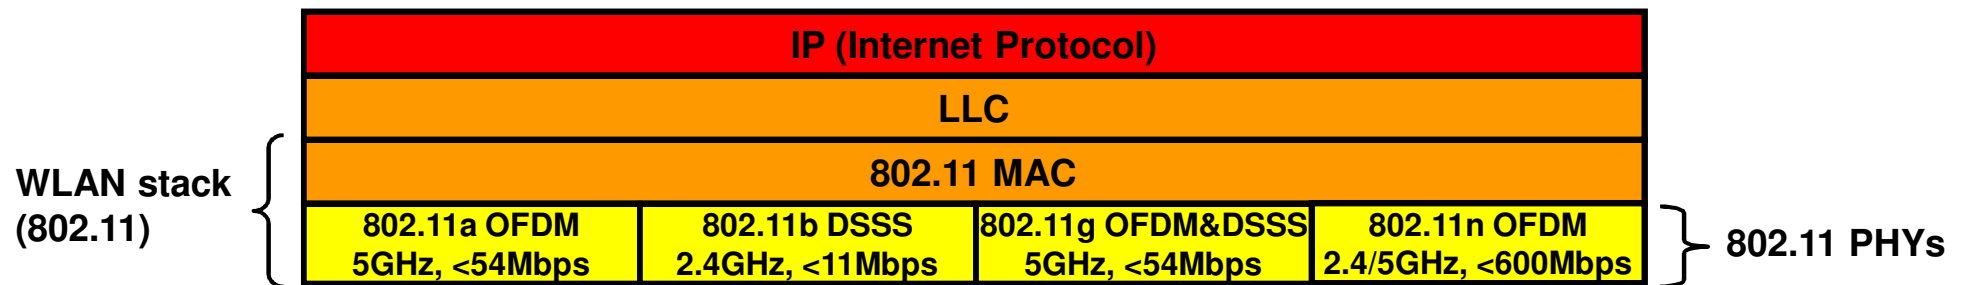 IP (Internet Protocol)
LLC
802.11 MAC
WLAN stack
(802.11)
802.11a OFDM
5GHz, <54Mbps
802.11b DSSS
2.4GHz, <11Mbps
802.11g OFDM&DSSS
5GHz, <54Mbps
802.11n OFDM
2.4/5GHz, <600Mbps
802.11 PHYs